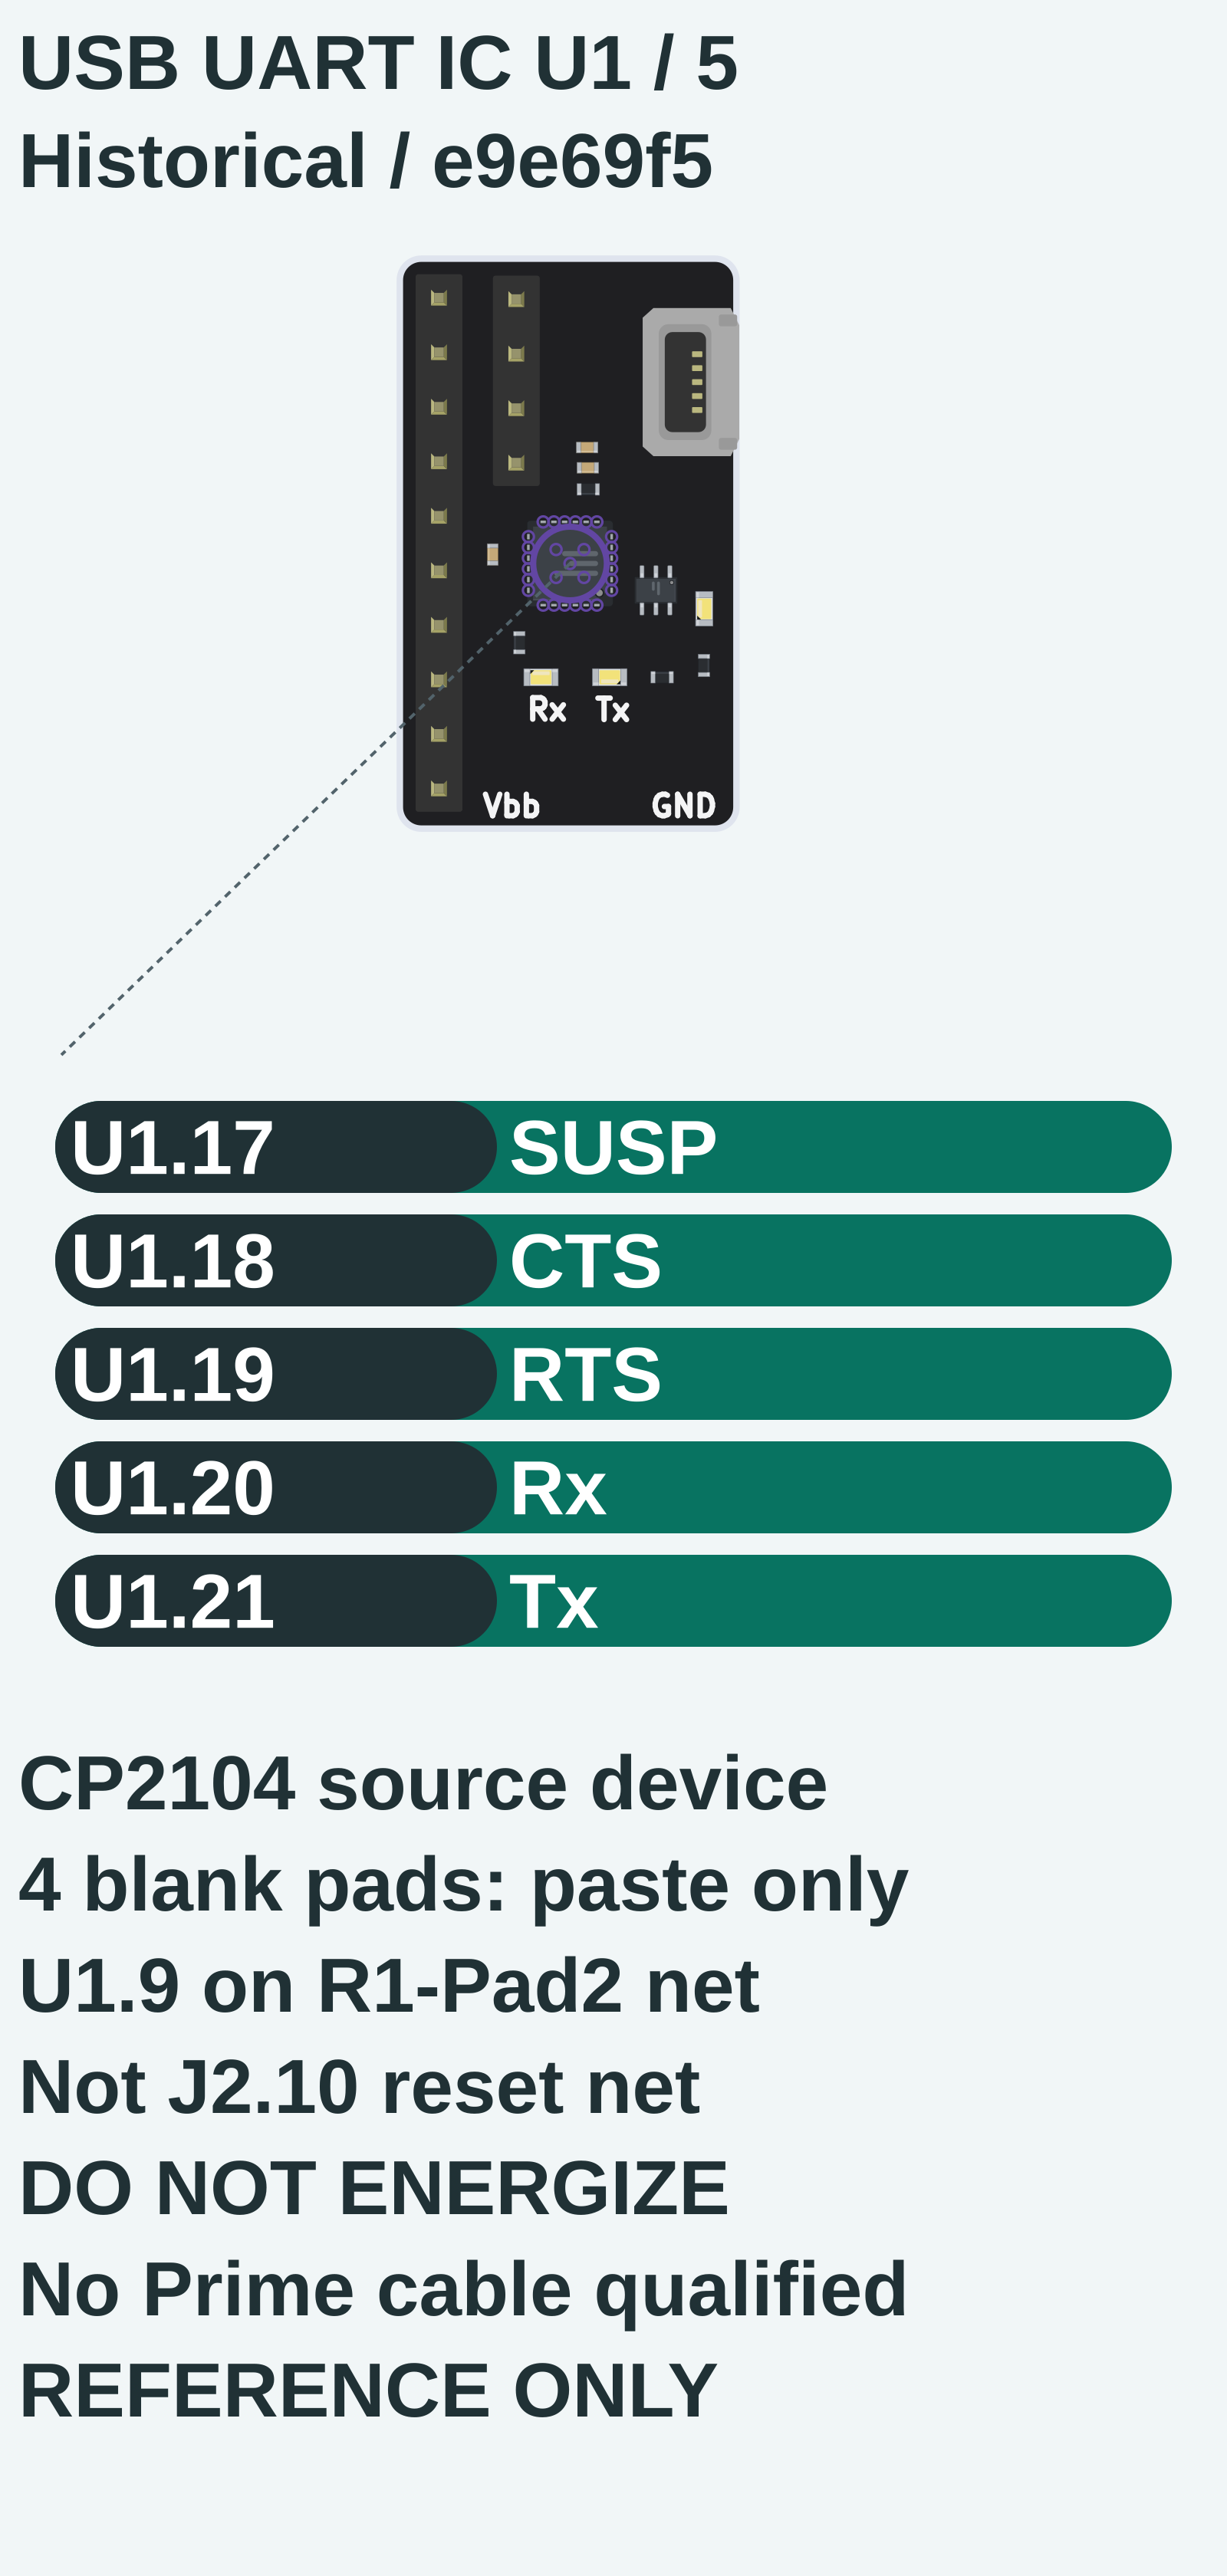 USB UART IC U1 / 5
Historical / e9e69f5
Rx Tx
Vbb GND
U1.17 SUSP
U1.18 CTS
U1.19 RTS
U1.20 Rx
U1.21 Tx
CP2104 source device
4 blank pads: paste only
U1.9 on R1-Pad2 net
Not J2.10 reset net
DO NOT ENERGIZE
No Prime cable qualified
REFERENCE ONLY